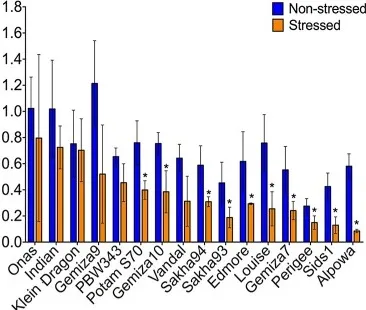 1.8
Non-stressed
1.6
Stressed
1.4
1.2
1.0
0.8
0.6
0.4
0.2
0.0
* * * * * * * * * *
Onas
Indian
Klein Dragon
Gemiza9
PBW343
Potam S70
Gemiza10
Vandal
Sakha94
Sakha93
Edmore
Louise
Gemiza7
Perigee
Sids1
Alpowa